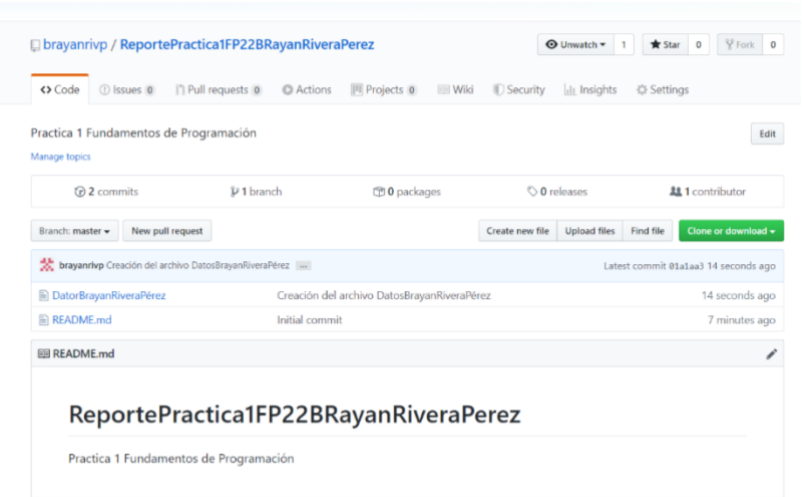 brayanrivp / ReportePractica1FP22BRayanRiveraPerez
Unwatch 1 Star 0 Fork 0
Code Issues 0 Pull requests 0 Actions Projects 0 Wiki Security Insights Settings
Practica 1 Fundamentos de Programación Edit
Manage topics
2 commits 1 branch 0 packages 0 releases 1 contributor
Branch: master New pull request Create new file Upload files Find file Clone or download
brayanrivp Creación del archivo DatosBrayanRiveraPérez ... Latest commit 01a1aa3 14 seconds ago
DatorBrayanRiveraPérez Creación del archivo DatosBrayanRiveraPérez 14 seconds ago
README.md Initial commit 7 minutes ago
README.md
ReportePractica1FP22BRayanRiveraPerez
Practica 1 Fundamentos de Programación